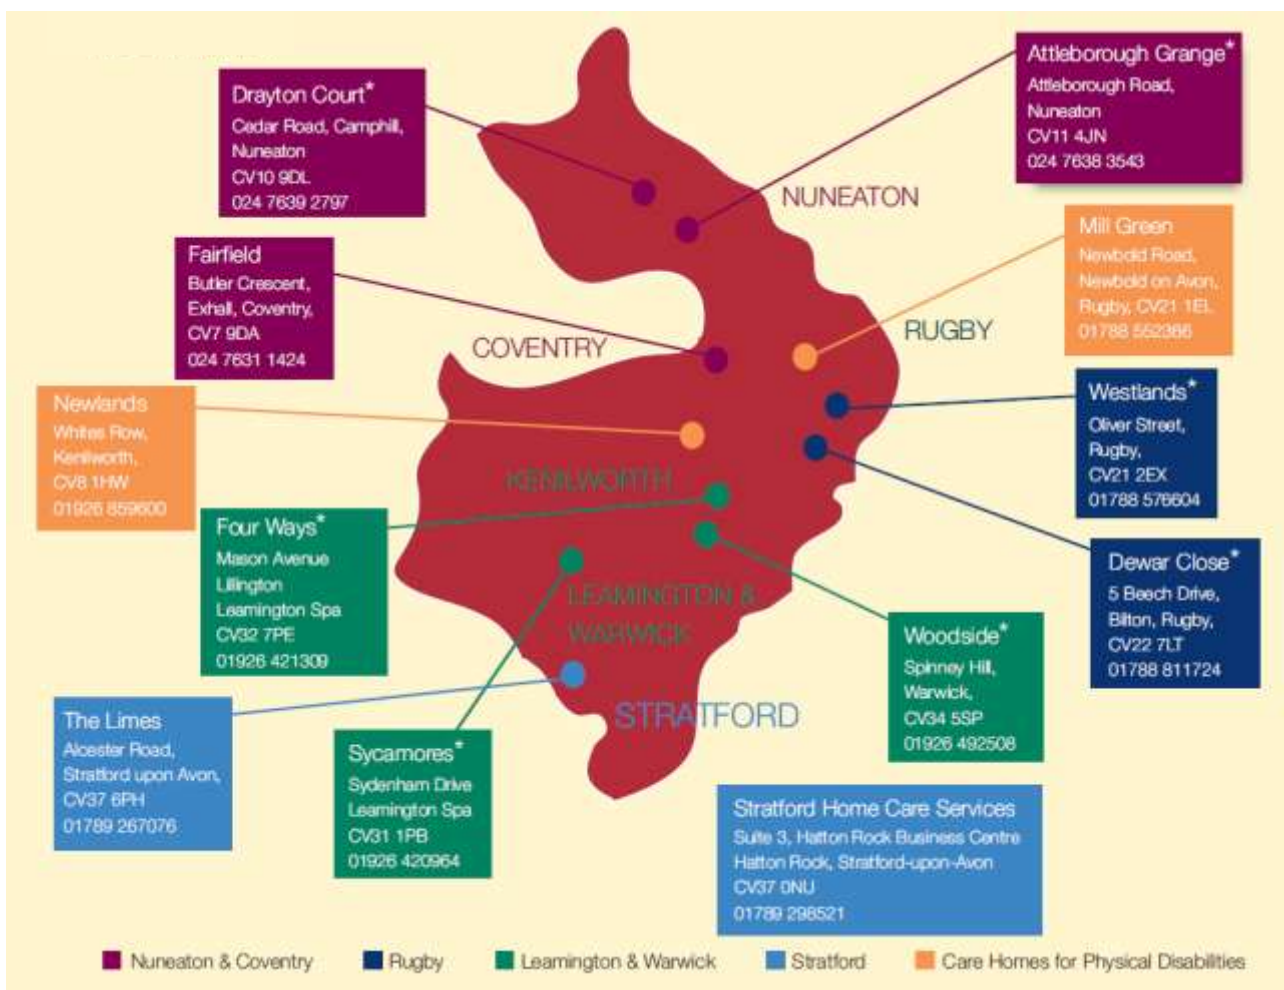 Drayton Court*
Cedar Road, Camphill,
Nuneaton
CV10 9DL
024 7639 2797
Attleborough Grange*
Attleborough Road,
Nuneaton
CV11 4JN
024 7638 3543
NUNEATON
Fairfield
Butler Crescent,
Exhall, Coventry,
CV7 9DA
024 7631 1424
COVENTRY
Mill Green
Newbold Road,
Newbold on Avon,
Rugby, CV21 1EL
01788 552366
RUGBY
Newlands
Whites Row,
Kenilworth,
CV8 1HW
01926 859600
Westlands*
Oliver Street,
Rugby,
CV21 2EX
01788 576604
KENILWORTH
Four Ways*
Mason Avenue
Lillington
Leamington Spa
CV32 7PE
01926 421309
Dewar Close*
5 Beech Drive,
Bilton, Rugby,
CV22 7LT
01788 811724
LEAMINGTON &
WARWICK
Woodside*
Spinney Hill,
Warwick,
CV34 5SP
01926 492508
STRATFORD
The Limes
Alcester Road,
Stratford upon Avon,
CV37 6PH
01789 267076
Sycamores*
Sydenham Drive
Leamington Spa
CV31 1PB
01926 420964
Stratford Home Care Services
Suite 3, Hatton Rock Business Centre
Hatton Rock, Stratford-upon-Avon
CV37 0NU
01789 298521
Nuneaton & Coventry
Rugby
Leamington & Warwick
Stratford
Care Homes for Physical Disabilities